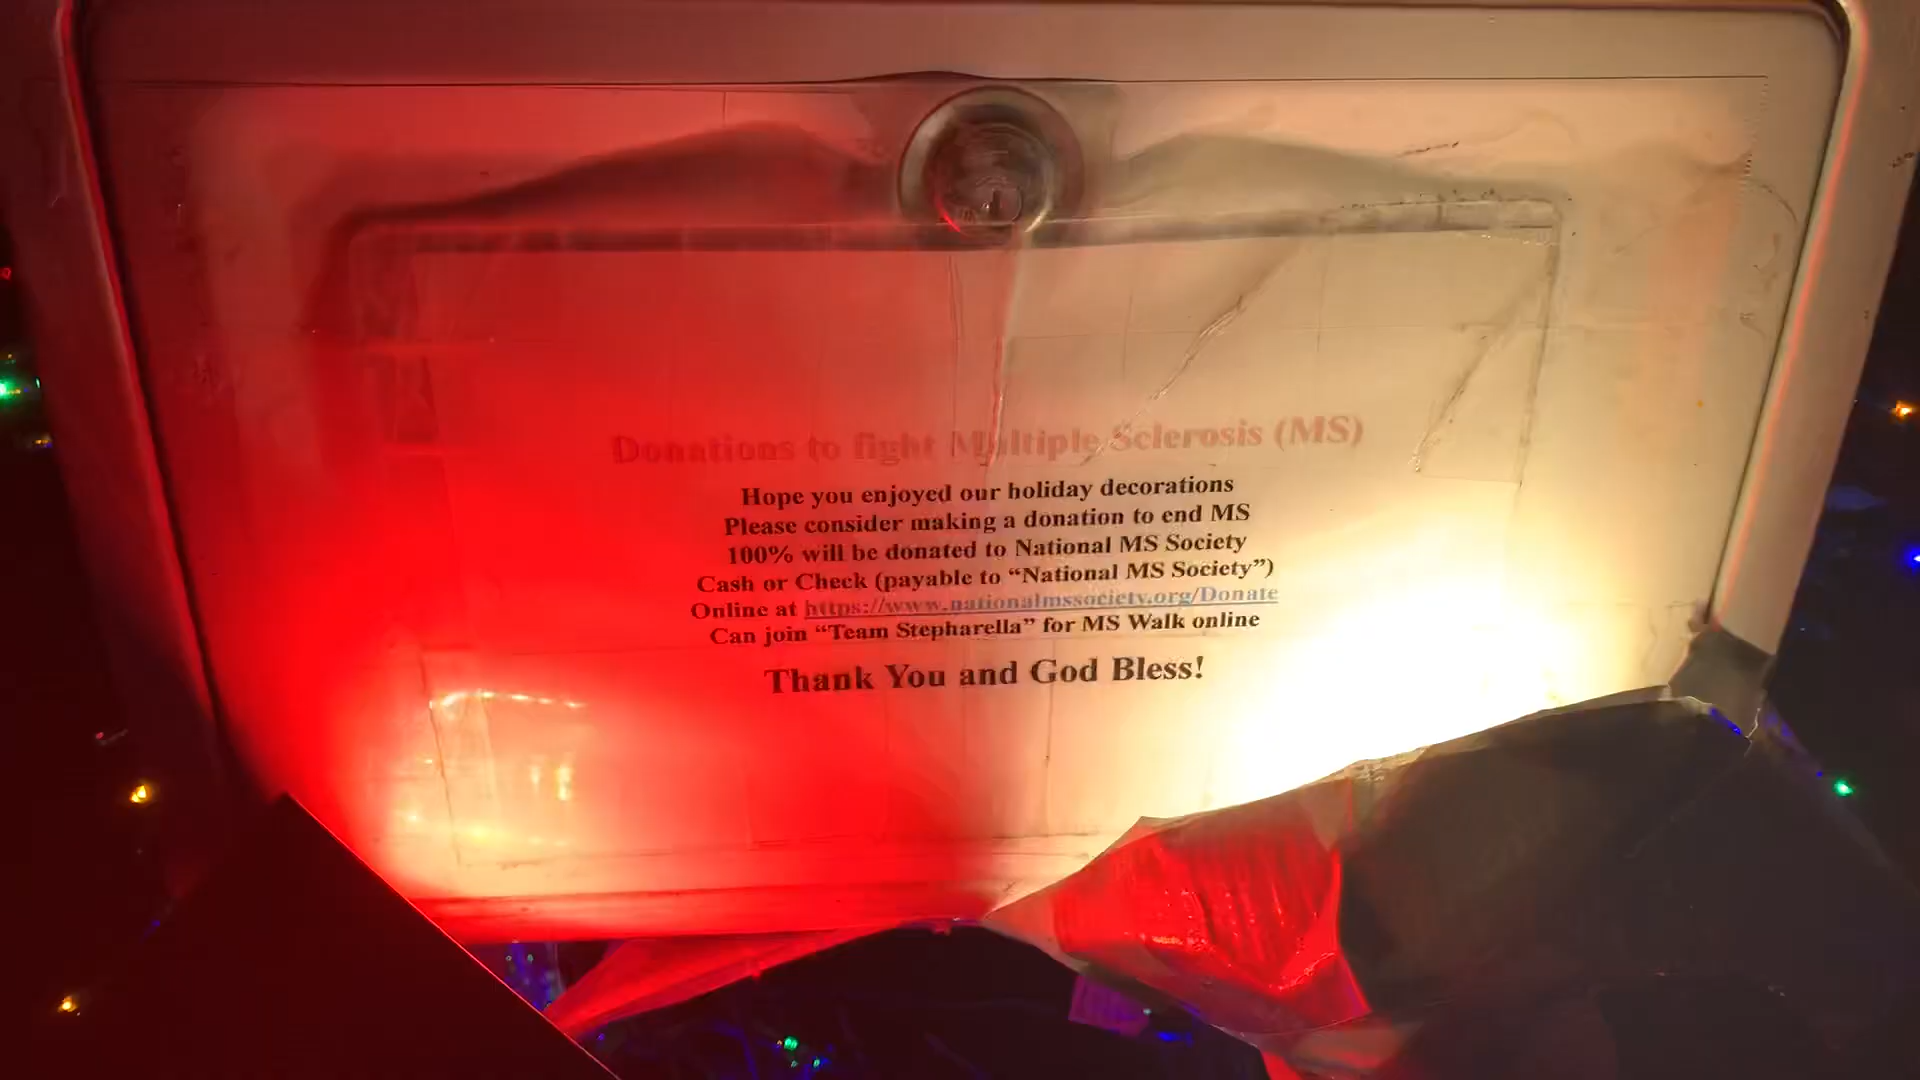 Donations to fight Multiple Sclerosis (MS)
Hope you enjoyed our holiday decorations
Please consider making a donation to end MS
100% will be donated to National MS Society
Cash or Check (payable to “National MS Society”)
Online at https://www.nationalmssociety.org/Donate
Can join “Team Stepharella” for MS Walk online
Thank You and God Bless!